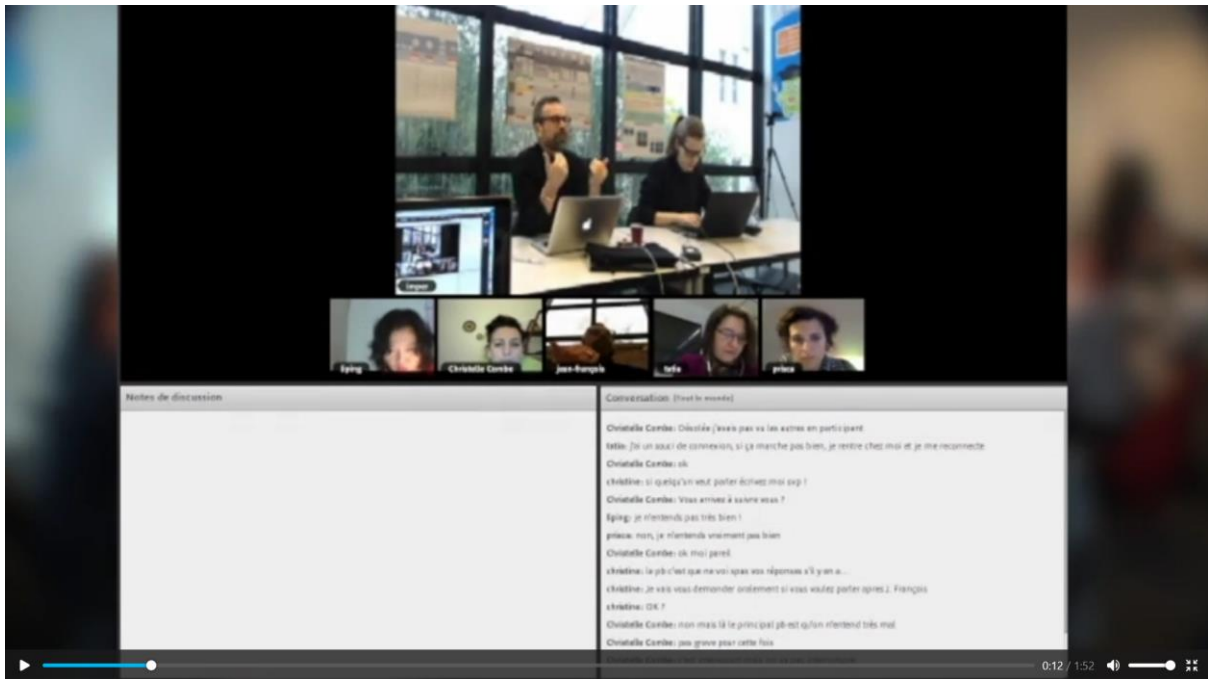 impec
Eping
Christelle Combe
jean-françois
tatia
prisca
Notes de discussion
Conversation (Tout le monde)
Christelle Combe: Désolée j'avais pas vu les autres en participant
tatia: J'ai un souci de connexion, si ça marche pas bien, je rentre chez moi et je me reconnecte
Christelle Combe: ok
christine: si quelqu'un veut parler écrivez moi svp !
Christelle Combe: Vous arrivez à suivre vous ?
Eping: je n'entends pas très bien !
prisca: non, je n'entends vraiment pas bien
Christelle Combe: ok moi pareil
christine: le pb c'est que ne voi spas vos réponses s'il y en a...
christine: Je vais vous demander oralement si vous voulez parler apres J. François
christine: OK ?
Christelle Combe: non mais là le principal pb est qu'on n'entend très mal
Christelle Combe: pas grave pour cette fois
0:12 / 1:52